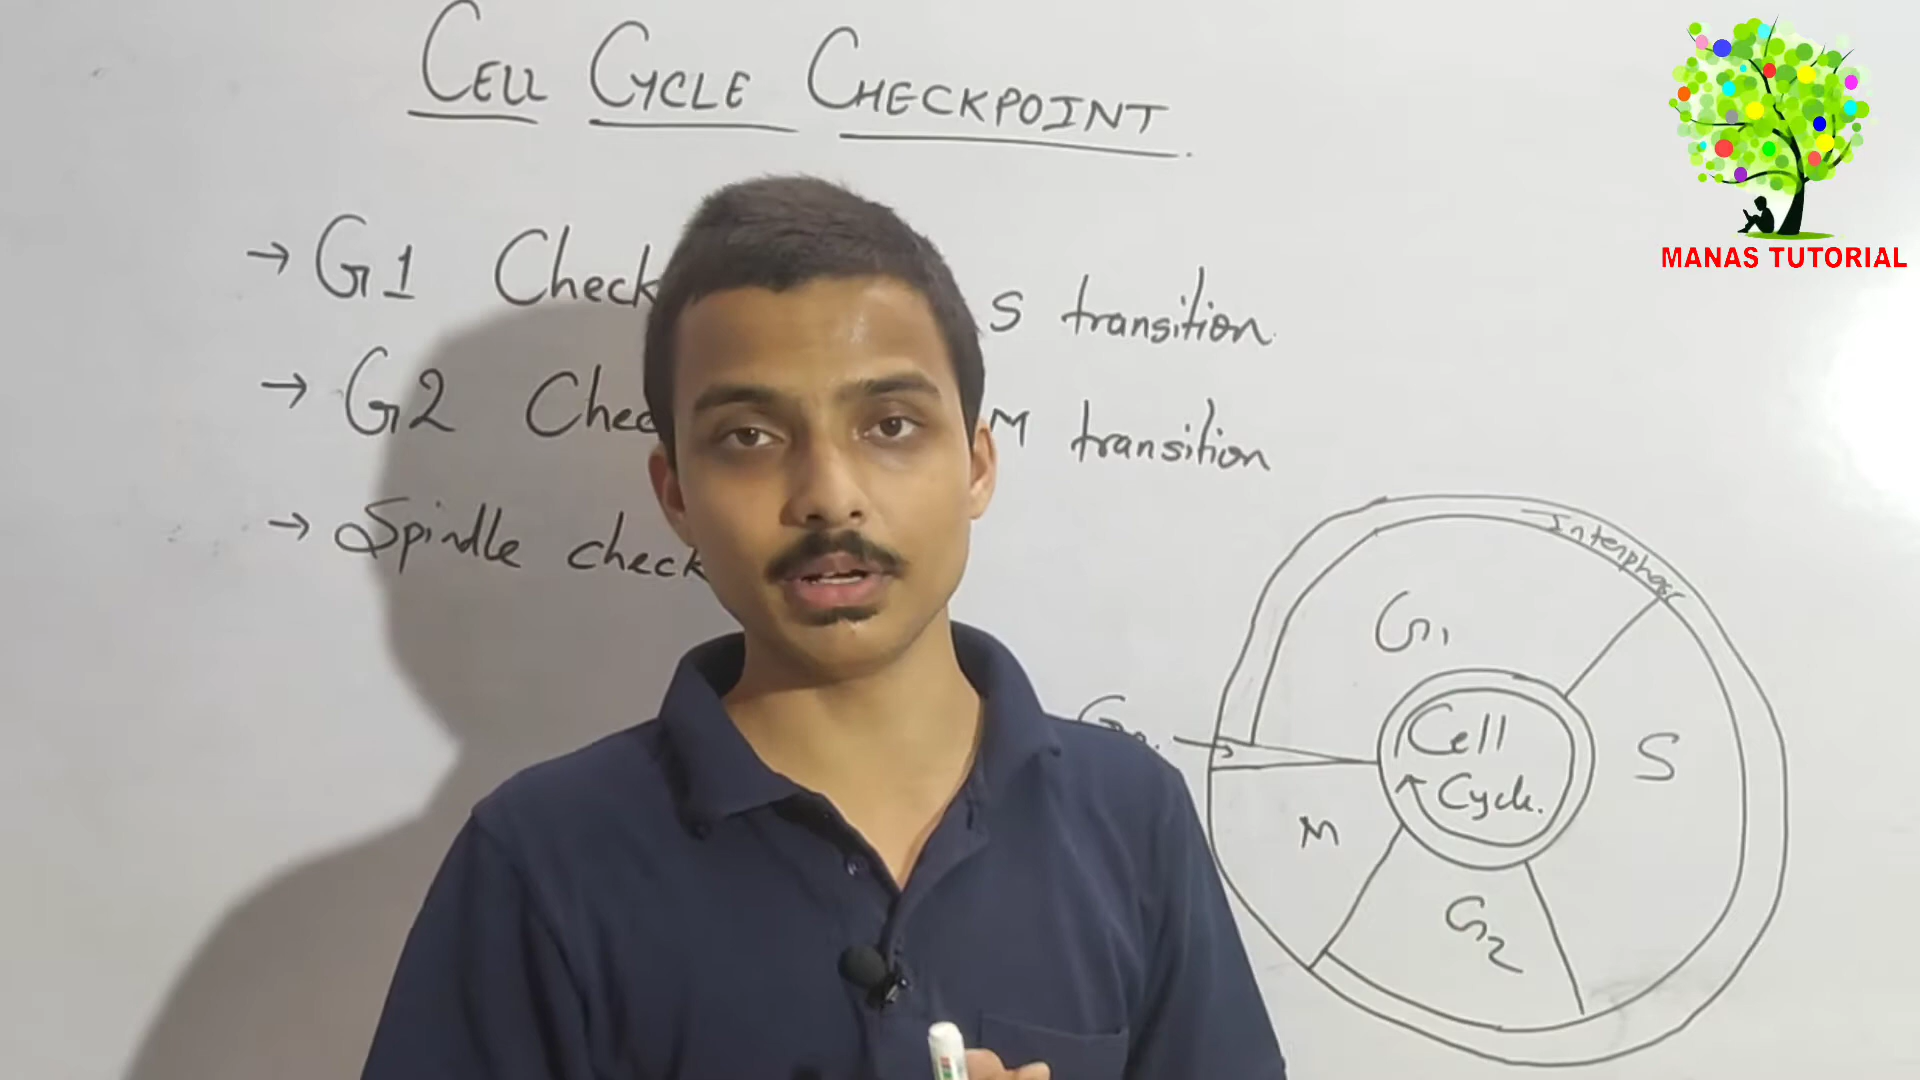 CELL CYCLE CHECKPOINT
MANAS TUTORIAL
→ G1 Check S transition
→ G2 Chec M transition
→ Spindle check
Interphase
G1
Cell
Cycle.
S
M
G2